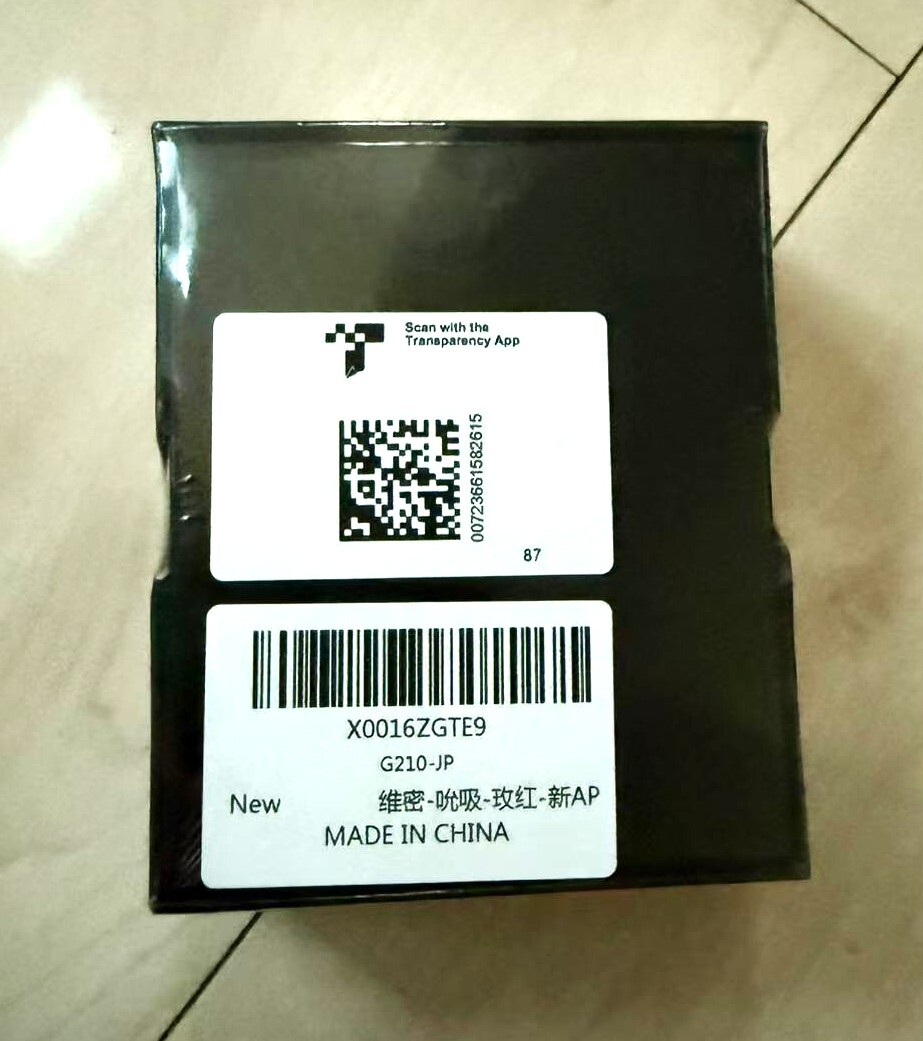 Scan with the
Transparency App
00723661582615
87
X0016ZGTE9
G210-JP
New
维密-吮吸-玫红-新AP
MADE IN CHINA